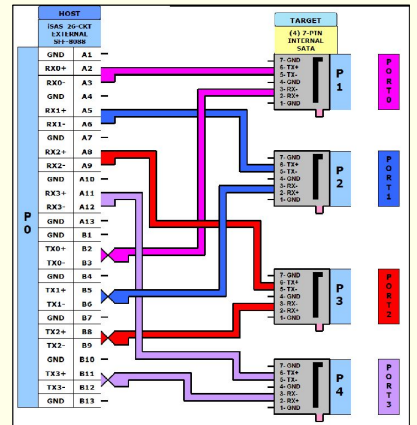 HOST
iSAS 26-CKT
EXTERNAL
SFF-8088
GND A1
RX0+ A2
RX0- A3
GND A4
RX1+ A5
RX1- A6
GND A7
RX2+ A8
RX2- A9
GND A10
RX3+ A11
RX3- A12
GND A13
GND B1
TX0+ B2
TX0- B3
GND B4
TX1+ B5
TX1- B6
GND B7
TX2+ B8
TX2- B9
GND B10
TX3+ B11
TX3- B12
GND B13
P0
TARGET
(4) 7-PIN
INTERNAL
SATA
7- GND
6- TX+
5- TX-
4- GND
3- RX-
2- RX+
1- GND
P1
PORT0
7- GND
6- TX+
5- TX-
4- GND
3- RX-
2- RX+
1- GND
P2
PORT1
7- GND
6- TX+
5- TX-
4- GND
3- RX-
2- RX+
1- GND
P3
PORT2
7- GND
6- TX+
5- TX-
4- GND
3- RX-
2- RX+
1- GND
P4
PORT3